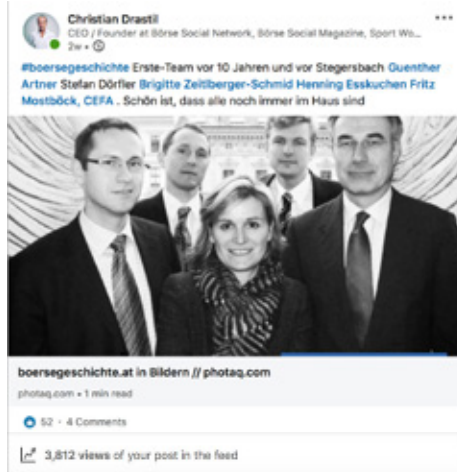 Christian Drastil
CEO / Founder at Börse Social Network, Börse Social Magazine, Sport Wo...
2w •
#boersegeschichte Erste-Team vor 10 Jahren und vor Stegersbach Guenther
Artner Stefan Dörfler Brigitte Zeitlberger-Schmid Henning Esskuchen Fritz
Mostböck, CEFA . Schön ist, dass alle noch immer im Haus sind
boersegeschichte.at in Bildern // photaq.com
photaq.com • 1 min read
52 · 4 Comments
3,812 views of your post in the feed